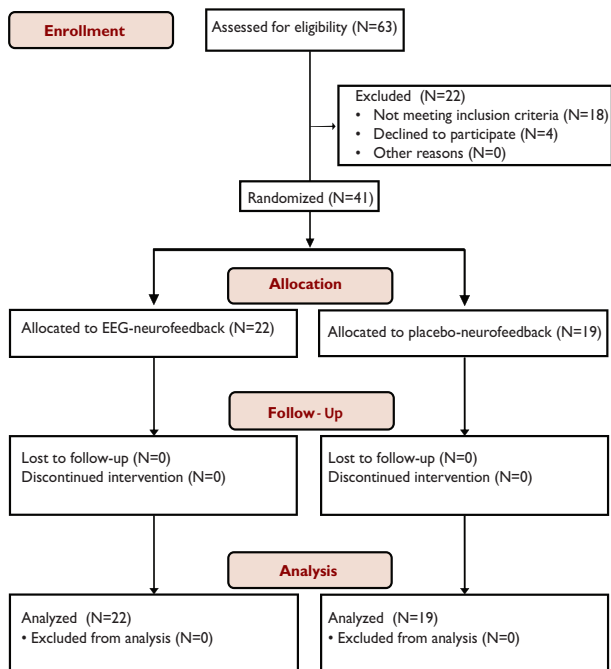 Enrollment
Assessed for eligibility (N=63)
Excluded (N=22)
• Not meeting inclusion criteria (N=18)
• Declined to participate (N=4)
• Other reasons (N=0)
Randomized (N=41)
Allocation
Allocated to EEG-neurofeedback (N=22)
Allocated to placebo-neurofeedback (N=19)
Follow-Up
Lost to follow-up (N=0)
Discontinued intervention (N=0)
Lost to follow-up (N=0)
Discontinued intervention (N=0)
Analysis
Analyzed (N=22)
• Excluded from analysis (N=0)
Analyzed (N=19)
• Excluded from analysis (N=0)